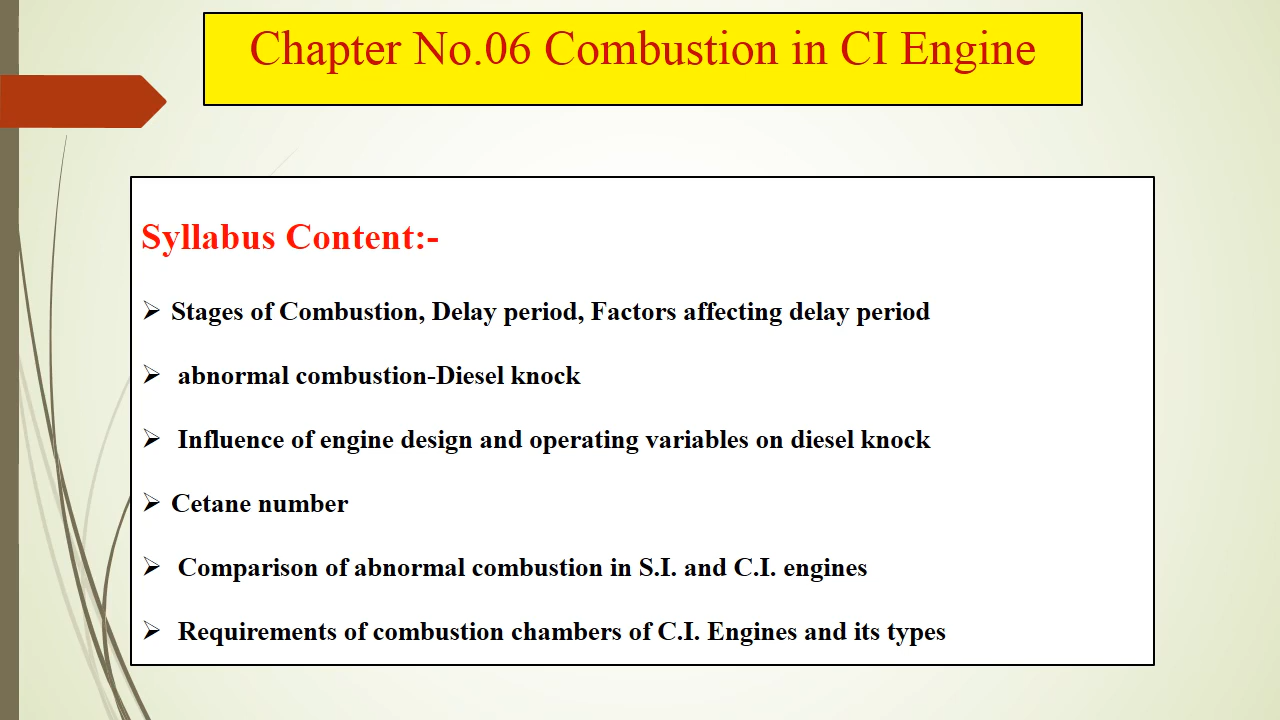 Chapter No.06 Combustion in CI Engine
Syllabus Content:-
➢ Stages of Combustion, Delay period, Factors affecting delay period
➢ abnormal combustion-Diesel knock
➢ Influence of engine design and operating variables on diesel knock
➢ Cetane number
➢ Comparison of abnormal combustion in S.I. and C.I. engines
➢ Requirements of combustion chambers of C.I. Engines and its types